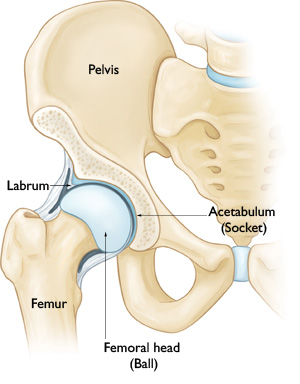 Pelvis
Labrum
Acetabulum
(Socket)
Femur
Femoral head
(Ball)